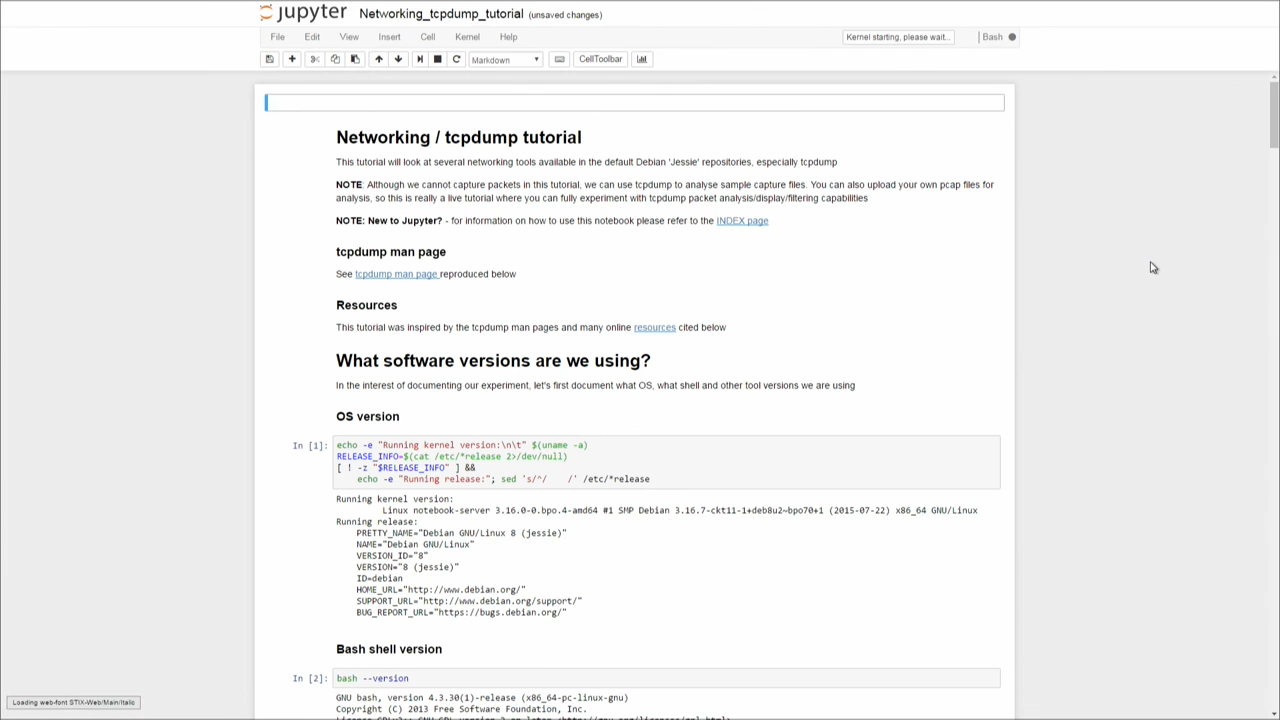 jupyter Networking_tcpdump_tutorial (unsaved changes)
File Edit View Insert Cell Kernel Help Kernel starting, please wait... Bash
Markdown CellToolbar
Networking / tcpdump tutorial
This tutorial will look at several networking tools available in the default Debian 'Jessie' repositories, especially tcpdump
NOTE: Although we cannot capture packets in this tutorial, we can use tcpdump to analyse sample capture files. You can also upload your own pcap files for
analysis, so this is really a live tutorial where you can fully experiment with tcpdump packet analysis/display/filtering capabilities
NOTE: New to Jupyter? - for information on how to use this notebook please refer to the INDEX page
tcpdump man page
See tcpdump man page reproduced below
Resources
This tutorial was inspired by the tcpdump man pages and many online resources cited below
What software versions are we using?
In the interest of documenting our experiment, let's first document what OS, what shell and other tool versions we are using
OS version
In [1]: echo -e "Running kernel version:\n\t" $(uname -a)
RELEASE_INFO=$(cat /etc/*release 2>/dev/null)
[ ! -z "$RELEASE_INFO" ] &&
echo -e "Running release:"; sed 's/^/    /' /etc/*release
Running kernel version:
Linux notebook-server 3.16.0-0.bpo.4-amd64 #1 SMP Debian 3.16.7-ckt11-1+deb8u2~bpo70+1 (2015-07-22) x86_64 GNU/Linux
Running release:
PRETTY_NAME="Debian GNU/Linux 8 (jessie)"
NAME="Debian GNU/Linux"
VERSION_ID="8"
VERSION="8 (jessie)"
ID=debian
HOME_URL="http://www.debian.org/"
SUPPORT_URL="http://www.debian.org/support/"
BUG_REPORT_URL="https://bugs.debian.org/"
Bash shell version
In [2]: bash --version
GNU bash, version 4.3.30(1)-release (x86_64-pc-linux-gnu)
Copyright (C) 2013 Free Software Foundation, Inc.
Loading web-font STIX-Web/Main/Italic